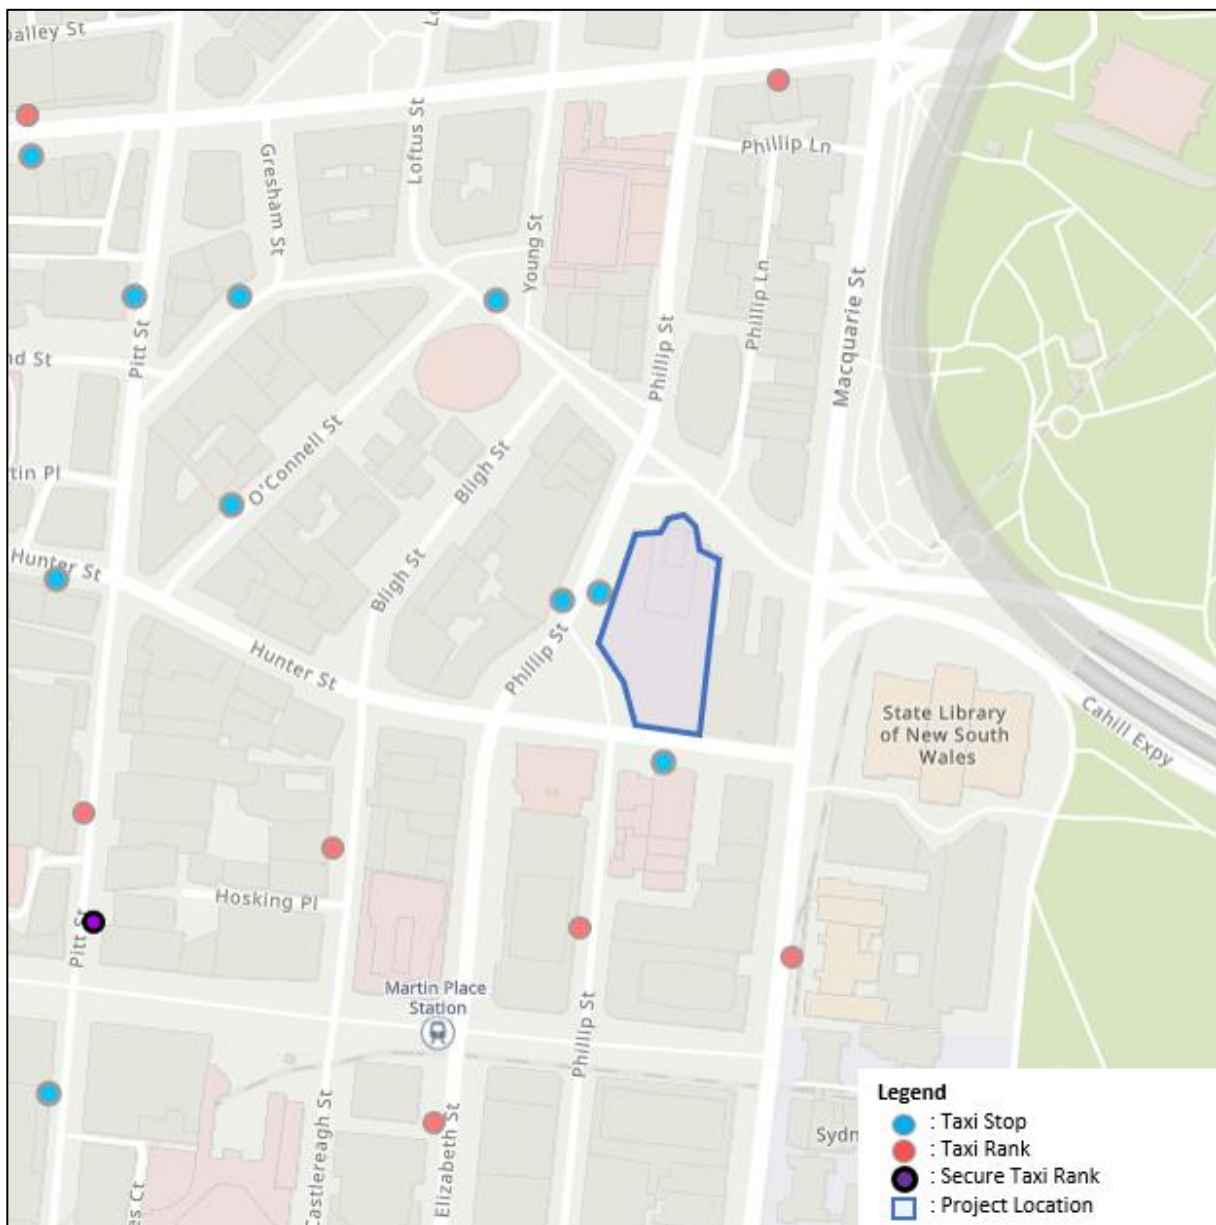 alley St
Lo
Loftus St
Gresham St
Phillip Ln
Young St
Phillip St
Phillip Ln
Macquarie St
Pitt St
nd St
O'Connell St
Bligh St
tin Pl
Hunter St
Bligh St
Hunter St
Phillip St
State Library
of New South
Wales
Cahill Expy
Hosking Pl
Pitt St
Martin Place
Station
Phillip St
Castlereagh St
Elizabeth St
es Ct
Sydn
Legend
: Taxi Stop
: Taxi Rank
: Secure Taxi Rank
: Project Location